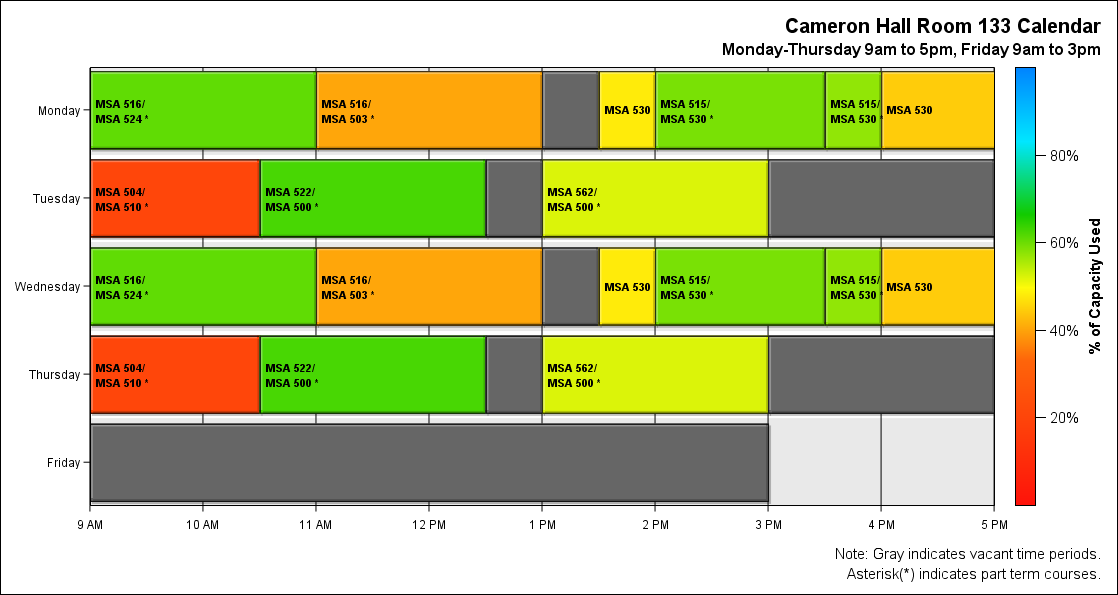 Cameron Hall Room 133 Calendar
Monday-Thursday 9am to 5pm, Friday 9am to 3pm
Monday
MSA 516/
MSA 524 *
MSA 516/
MSA 503 *
MSA 530
MSA 515/
MSA 530 *
MSA 515/
MSA 530 *
MSA 530
Tuesday
MSA 504/
MSA 510 *
MSA 522/
MSA 500 *
MSA 562/
MSA 500 *
Wednesday
MSA 516/
MSA 524 *
MSA 516/
MSA 503 *
MSA 530
MSA 515/
MSA 530 *
MSA 515/
MSA 530 *
MSA 530
Thursday
MSA 504/
MSA 510 *
MSA 522/
MSA 500 *
MSA 562/
MSA 500 *
Friday
9 AM 10 AM 11 AM 12 PM 1 PM 2 PM 3 PM 4 PM 5 PM
80%
60%
40%
20%
% of Capacity Used
Note: Gray indicates vacant time periods.
Asterisk(*) indicates part term courses.